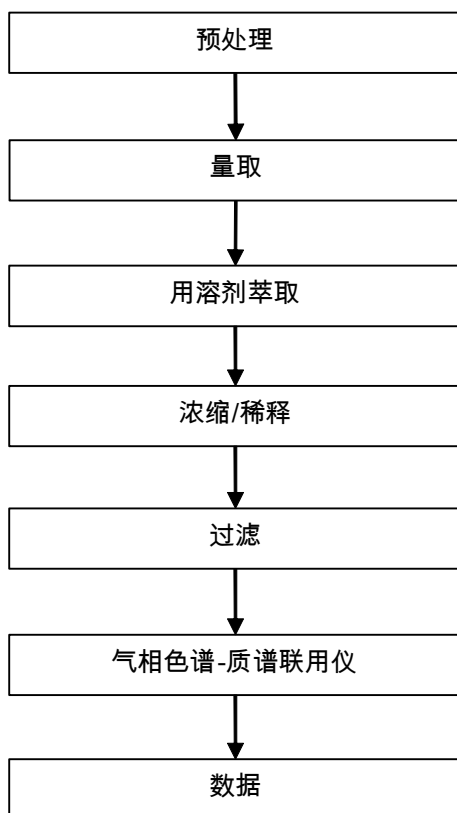 预处理
量取
用溶剂萃取
浓缩/稀释
过滤
气相色谱-质谱联用仪
数据